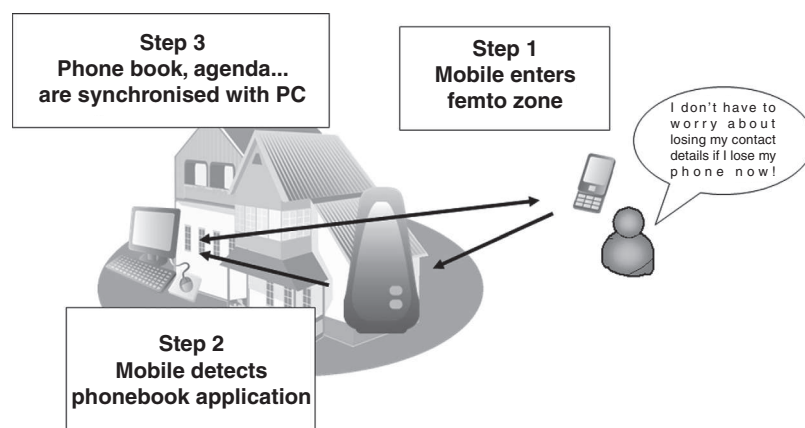 Step 3
Phone book, agenda...
are synchronised with PC
Step 1
Mobile enters
femto zone
I don't have to
worry about
losing my contact
details if I lose my
phone now!
Step 2
Mobile detects
phonebook application